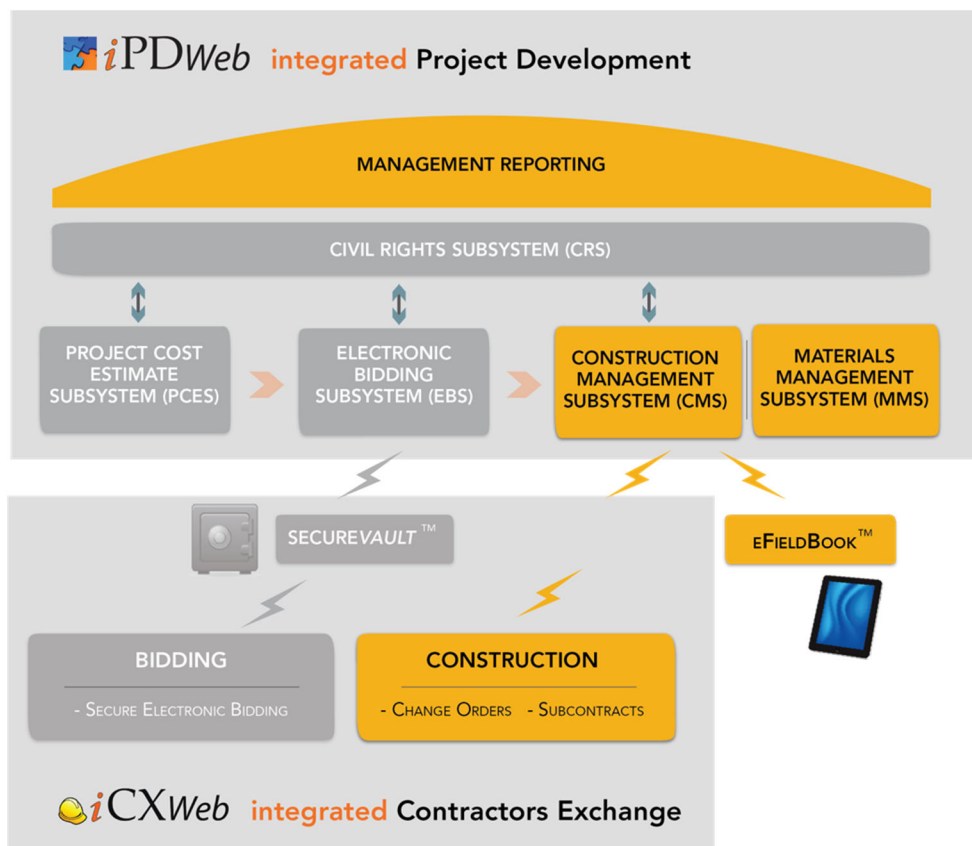 iPDWeb integrated Project Development
MANAGEMENT REPORTING
CIVIL RIGHTS SUBSYSTEM (CRS)
PROJECT COST
ESTIMATE
SUBSYSTEM (PCES)
ELECTRONIC
BIDDING
SUBSYSTEM (EBS)
CONSTRUCTION
MANAGEMENT
SUBSYSTEM (CMS)
MATERIALS
MANAGEMENT
SUBSYSTEM (MMS)
SECUREVAULT™
EFIELDBOOK™
BIDDING
- SECURE ELECTRONIC BIDDING
CONSTRUCTION
- CHANGE ORDERS - SUBCONTRACTS
iCXWeb integrated Contractors Exchange